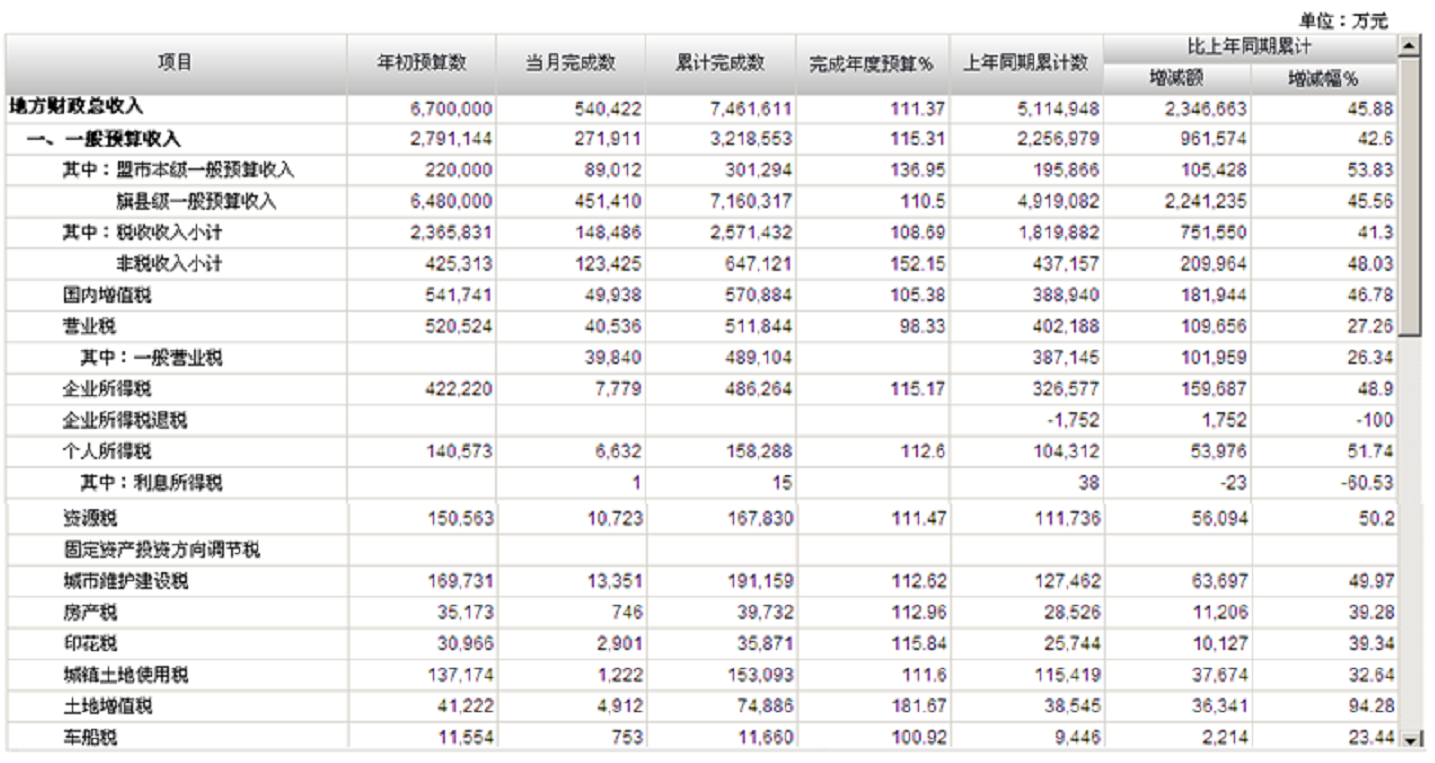 单位：万元
项目 年初预算数 当月完成数 累计完成数 完成年度预算% 上年同期累计数 比上年同期累计
增减额 增减幅%
地方财政总收入 6,700,000 540,422 7,461,611 111.37 5,114,948 2,346,663 45.88
一、一般预算收入 2,791,144 271,911 3,218,553 115.31 2,256,979 961,574 42.6
其中：盟市本级一般预算收入 220,000 89,012 301,294 136.95 195,866 105,428 53.83
旗县级一般预算收入 6,480,000 451,410 7,160,317 110.5 4,919,082 2,241,235 45.56
其中：税收收入小计 2,365,831 148,486 2,571,432 108.69 1,819,882 751,550 41.3
非税收入小计 425,313 123,425 647,121 152.15 437,157 209,964 48.03
国内增值税 541,741 49,938 570,884 105.38 388,940 181,944 46.78
营业税 520,524 40,536 511,844 98.33 402,188 109,656 27.26
其中：一般营业税 39,840 489,104 387,145 101,959 26.34
企业所得税 422,220 7,779 486,264 115.17 326,577 159,687 48.9
企业所得税退税 -1,752 1,752 -100
个人所得税 140,573 6,632 158,288 112.6 104,312 53,976 51.74
其中：利息所得税 1 15 38 -23 -60.53
资源税 150,563 10,723 167,830 111.47 111,736 56,094 50.2
固定资产投资方向调节税
城市维护建设税 169,731 13,351 191,159 112.62 127,462 63,697 49.97
房产税 35,173 746 39,732 112.96 28,526 11,206 39.28
印花税 30,966 2,901 35,871 115.84 25,744 10,127 39.34
城镇土地使用税 137,174 1,222 153,093 111.6 115,419 37,674 32.64
土地增值税 41,222 4,912 74,886 181.67 38,545 36,341 94.28
车船税 11,554 753 11,660 100.92 9,446 2,214 23.44